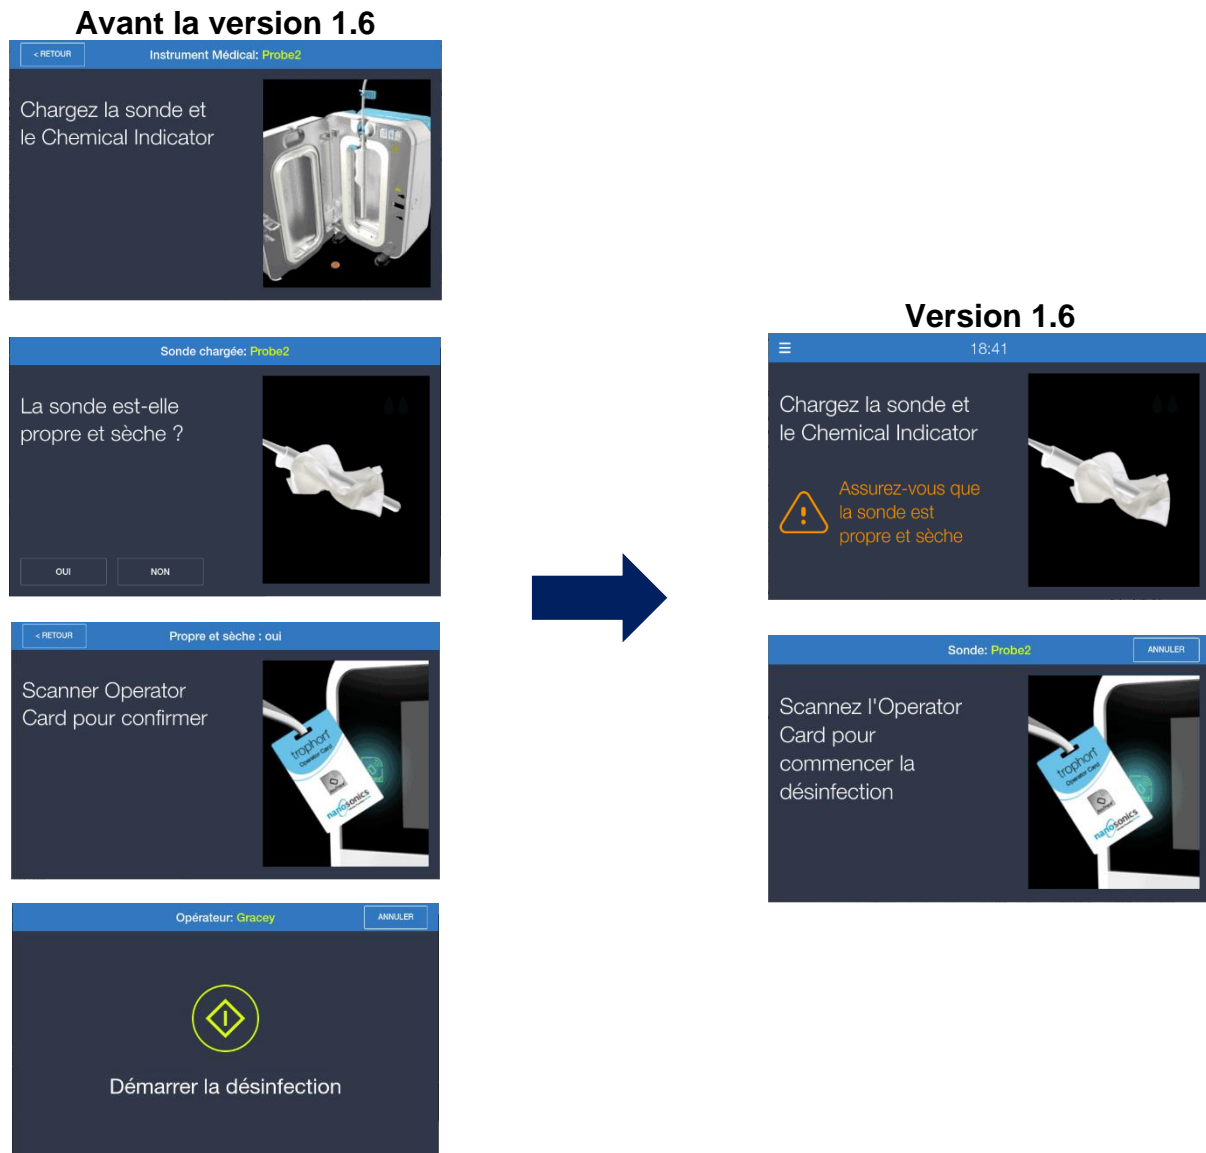 Avant la version 1.6
< RETOUR
Instrument Médical: Probe2
Chargez la sonde et
le Chemical Indicator
Sonde chargée: Probe2
La sonde est-elle
propre et sèche ?
OUI
NON
< RETOUR
Propre et sèche : oui
Scanner Operator
Card pour confirmer
trophon®
Operator Card
nanosonics
Opérateur: Gracey
ANNULER
Démarrer la désinfection
Version 1.6
18:41
Chargez la sonde et
le Chemical Indicator
Assurez-vous que
la sonde est
propre et sèche
Sonde: Probe2
ANNULER
Scannez l'Operator
Card pour
commencer la
désinfection
trophon®
Operator Card
nanosonics